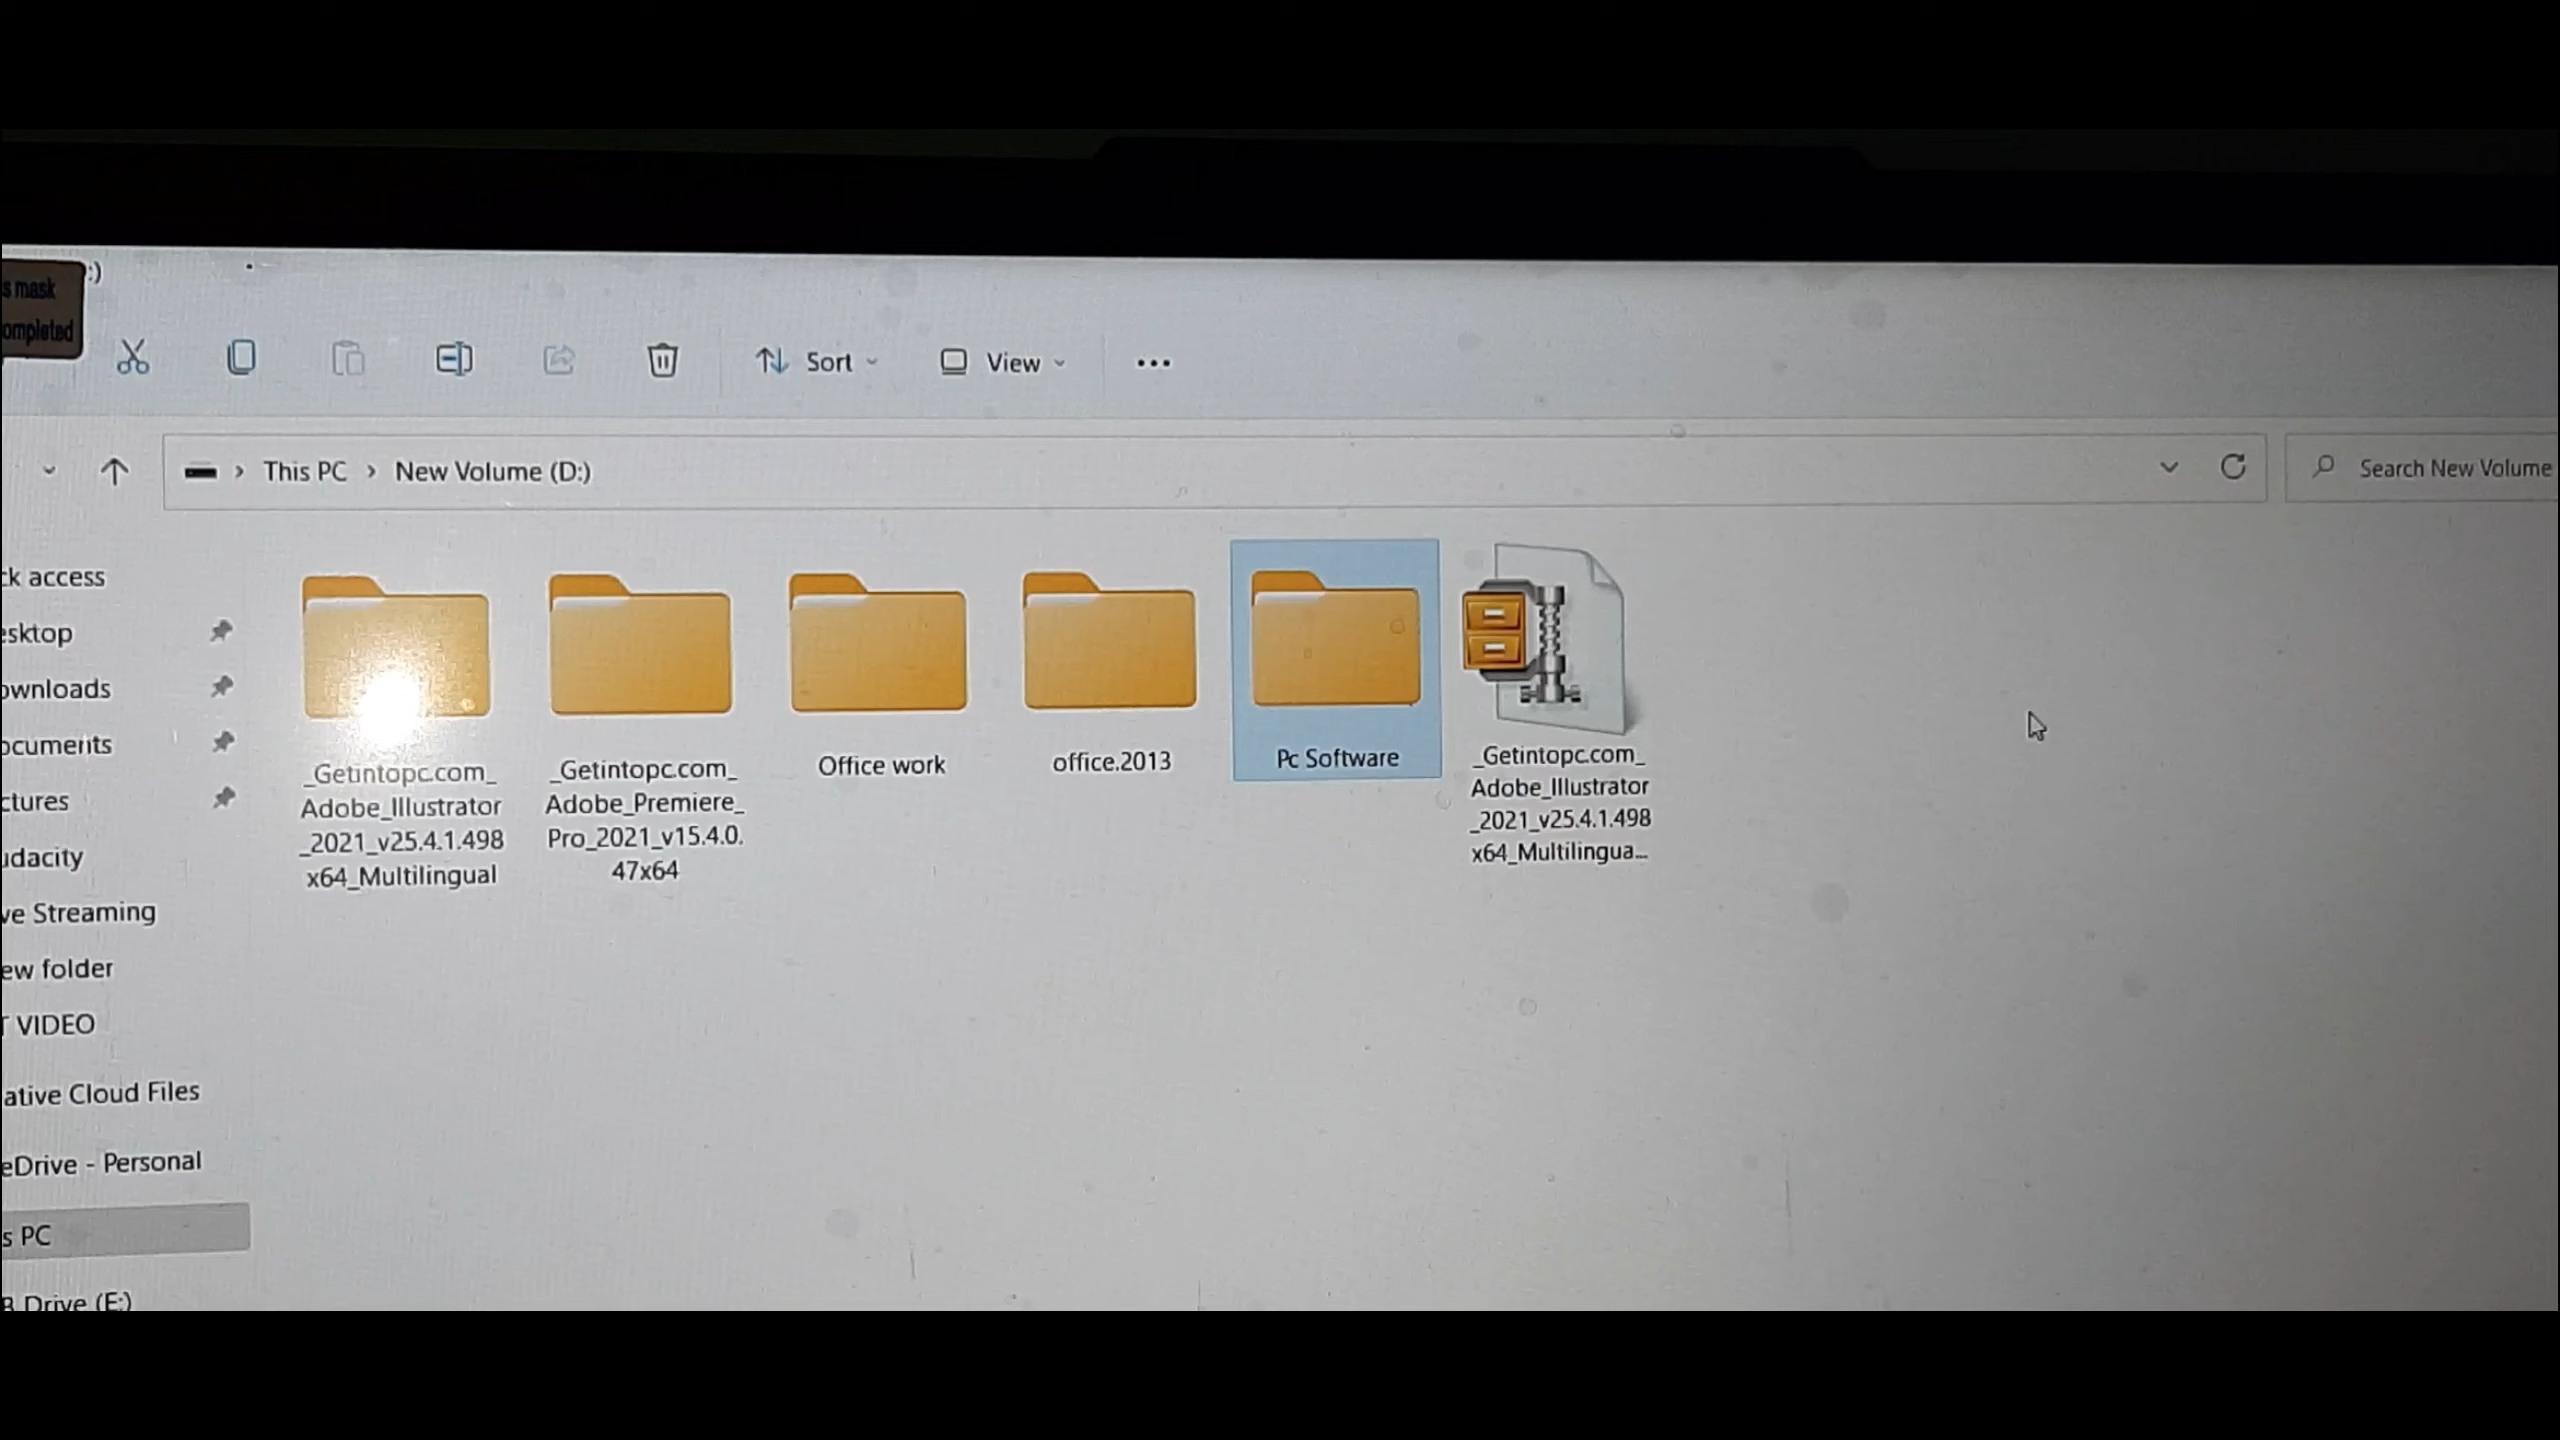 s mask
ompleted
:)
Sort
View
This PC
New Volume (D:)
Search New Volume
ck access
esktop
ownloads
ocuments
ctures
udacity
ve Streaming
ew folder
T VIDEO
ative Cloud Files
eDrive - Personal
s PC
B Drive (E:)
_Getintopc.com_
Adobe_Illustrator
_2021_v25.4.1.498
x64_Multilingual
_Getintopc.com_
Adobe_Premiere_
Pro_2021_v15.4.0.
47x64
Office work
office.2013
Pc Software
_Getintopc.com_
Adobe_Illustrator
_2021_v25.4.1.498
x64_Multilingua...